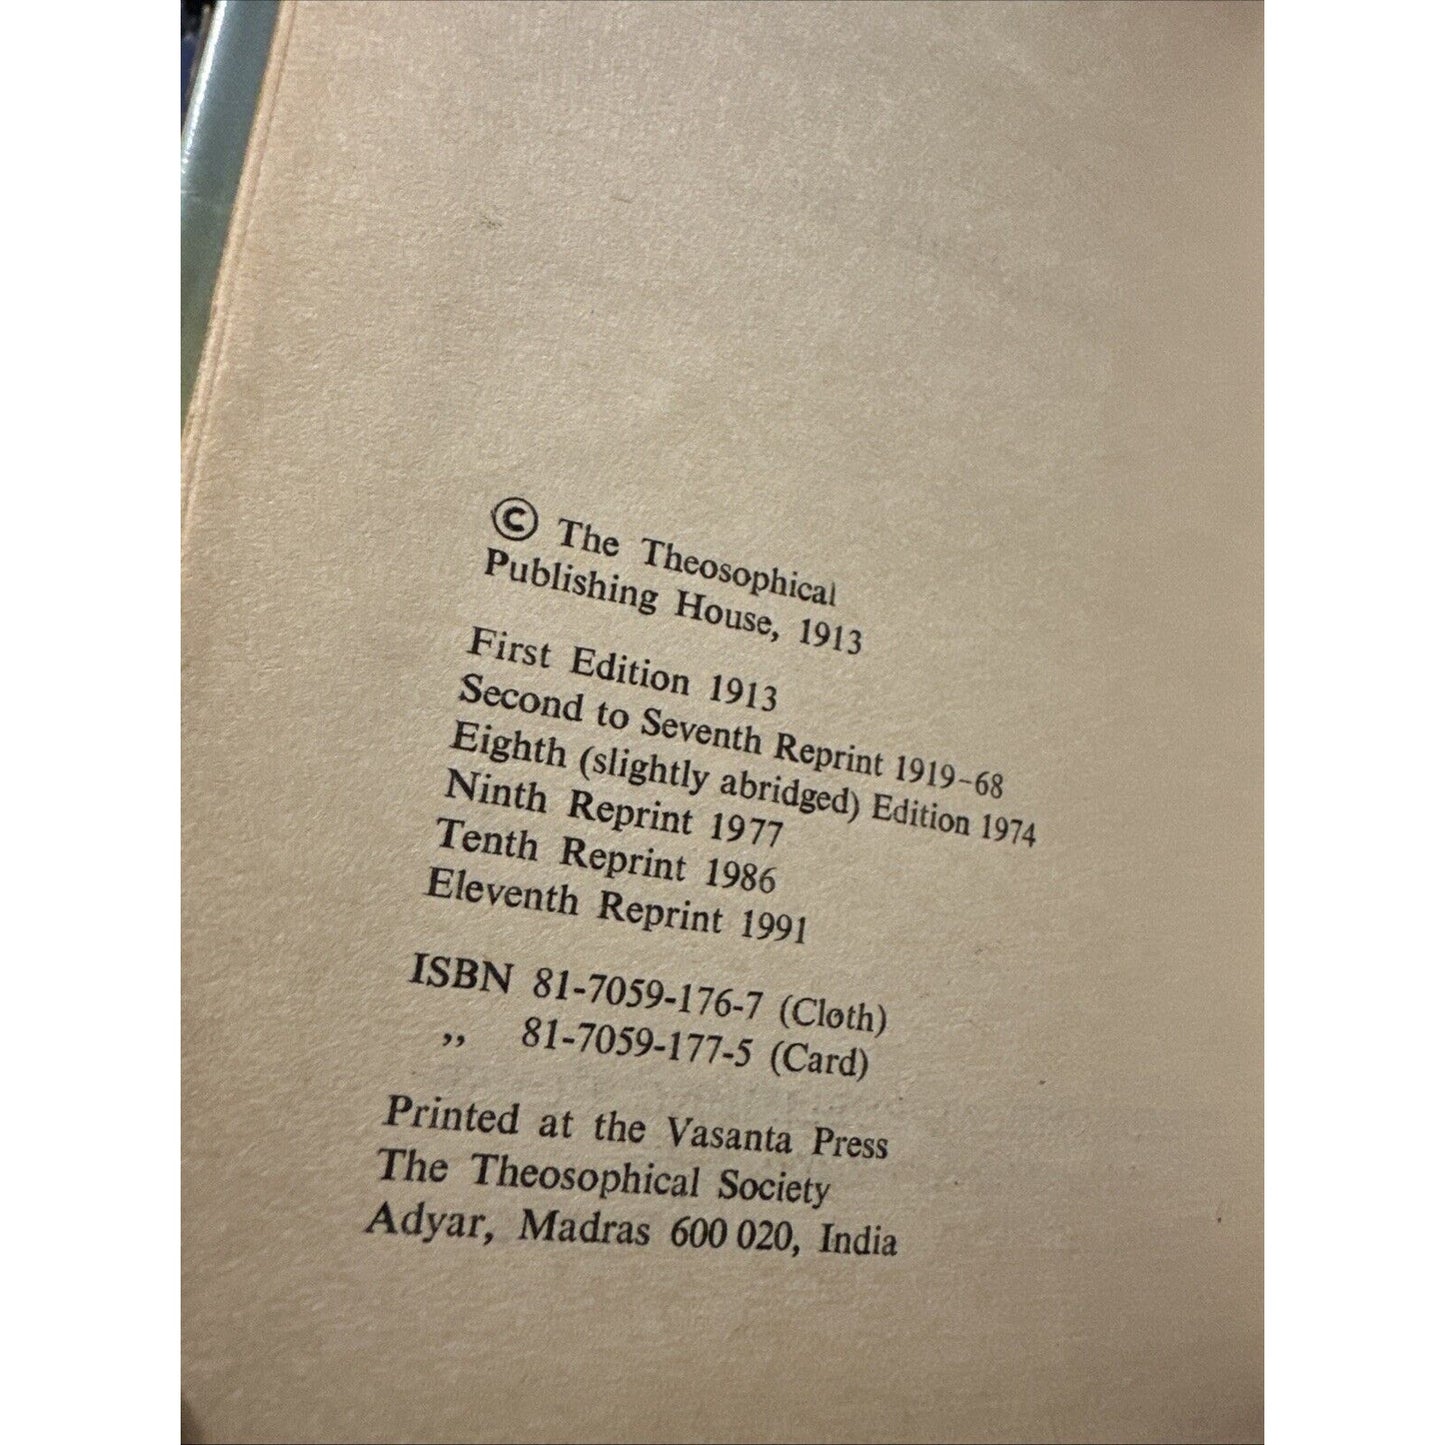 © The Theosophical
Publishing House, 1913
First Edition 1913
Second to Seventh Reprint 1919-68
Eighth (slightly abridged) Edition 1974
Ninth Reprint 1977
Tenth Reprint 1986
Eleventh Reprint 1991
ISBN 81-7059-176-7 (Cloth)
,, 81-7059-177-5 (Card)
Printed at the Vasanta Press
The Theosophical Society
Adyar, Madras 600 020, India